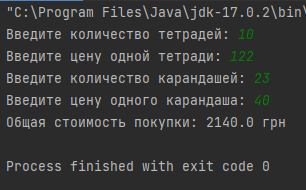 "C:\Program Files\Java\jdk-17.0.2\bin\
Введите количество тетрадей: 10
Введите цену одной тетради: 122
Введите количество карандашей: 23
Введите цену одного карандаша: 40
Общая стоимость покупки: 2140.0 грн
Process finished with exit code 0